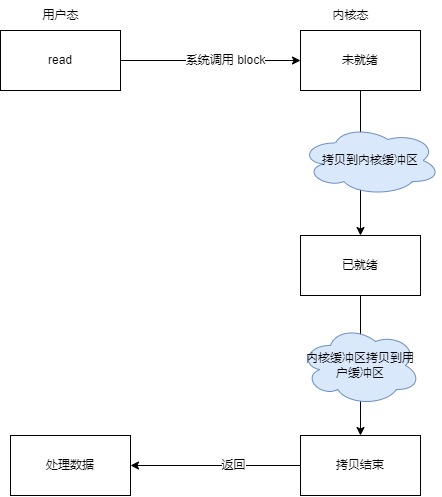 用户态
内核态
read
系统调用 block
未就绪
拷贝到内核缓冲区
已就绪
内核缓冲区拷贝到用
户缓冲区
处理数据
返回
拷贝结束